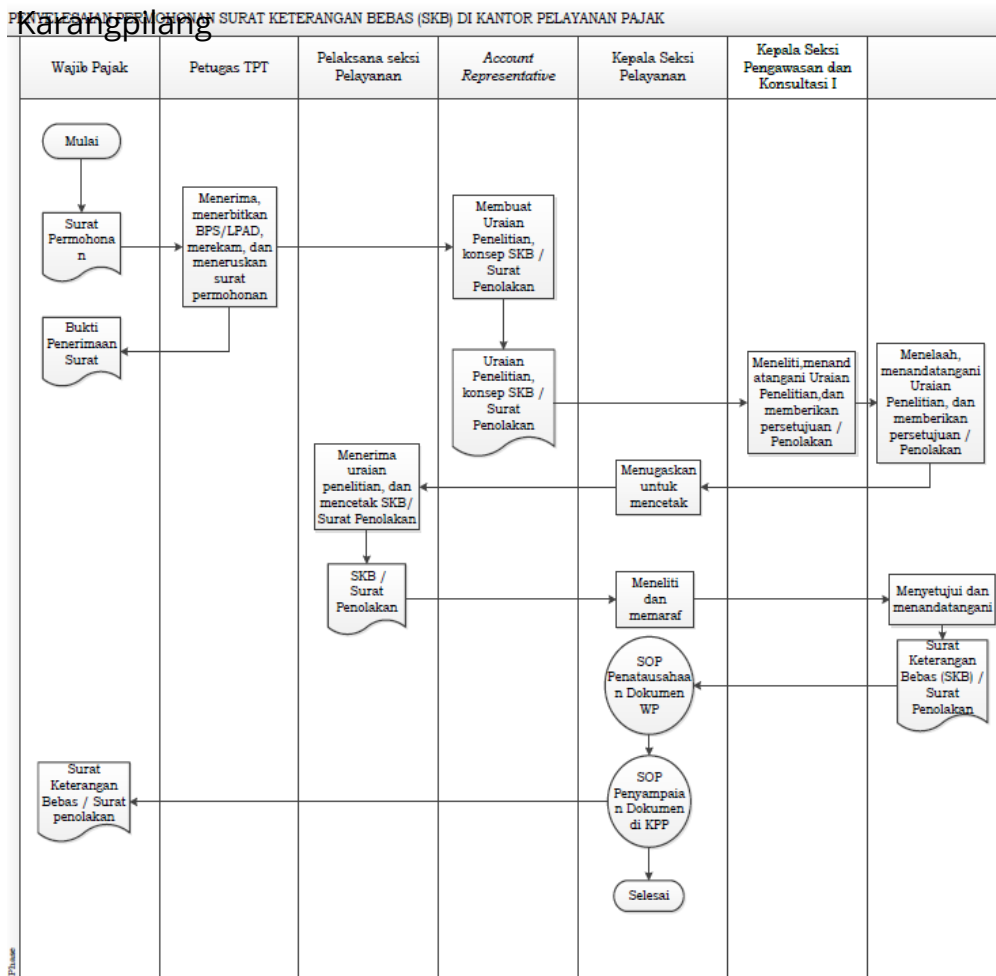 PENYELESAIAN PERMOHONAN SURAT KETERANGAN BEBAS (SKB) DI KANTOR PELAYANAN PAJAK
Karangpilang
Wajib Pajak
Petugas TPT
Pelaksana seksi
Pelayanan
Account
Representative
Kepala Seksi
Pelayanan
Kepala Seksi
Pengawasan dan
Konsultasi I
Mulai
Surat
Permohona
n
Menerima,
menerbitkan
BPS/LPAD,
merekam, dan
meneruskan
surat
permohonan
Membuat
Uraian
Penelitian,
konsep SKB /
Surat
Penolakan
Bukti
Penerimaan
Surat
Uraian
Penelitian,
konsep SKB /
Surat
Penolakan
Meneliti,menand
atangani Uraian
Penelitian,dan
memberikan
persetujuan /
Penolakan
Menelaah,
menandatangani
Uraian
Penelitian, dan
memberikan
persetujuan /
Penolakan
Menerima
uraian
penelitian, dan
mencetak SKB/
Surat Penolakan
Menugaskan
untuk
mencetak
SKB /
Surat
Penolakan
Meneliti
dan
memaraf
Menyetujui dan
menandatangani
SOP
Penatausahaa
n Dokumen
WP
Surat
Keterangan
Bebas (SKB) /
Surat
Penolakan
Surat
Keterangan
Bebas / Surat
penolakan
SOP
Penyampaia
n Dokumen
di KPP
Selesai
Phase